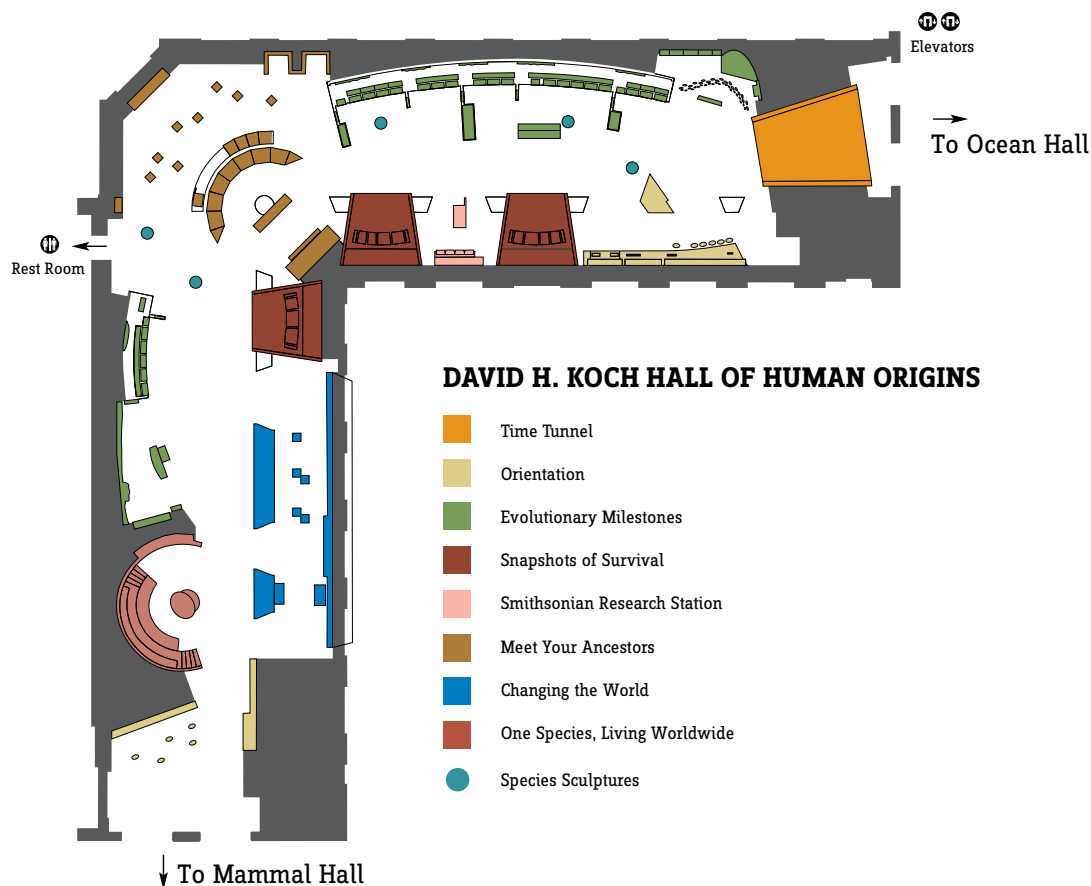 Elevators
To Ocean Hall
Rest Room
DAVID H. KOCH HALL OF HUMAN ORIGINS
Time Tunnel
Orientation
Evolutionary Milestones
Snapshots of Survival
Smithsonian Research Station
Meet Your Ancestors
Changing the World
One Species, Living Worldwide
Species Sculptures
To Mammal Hall